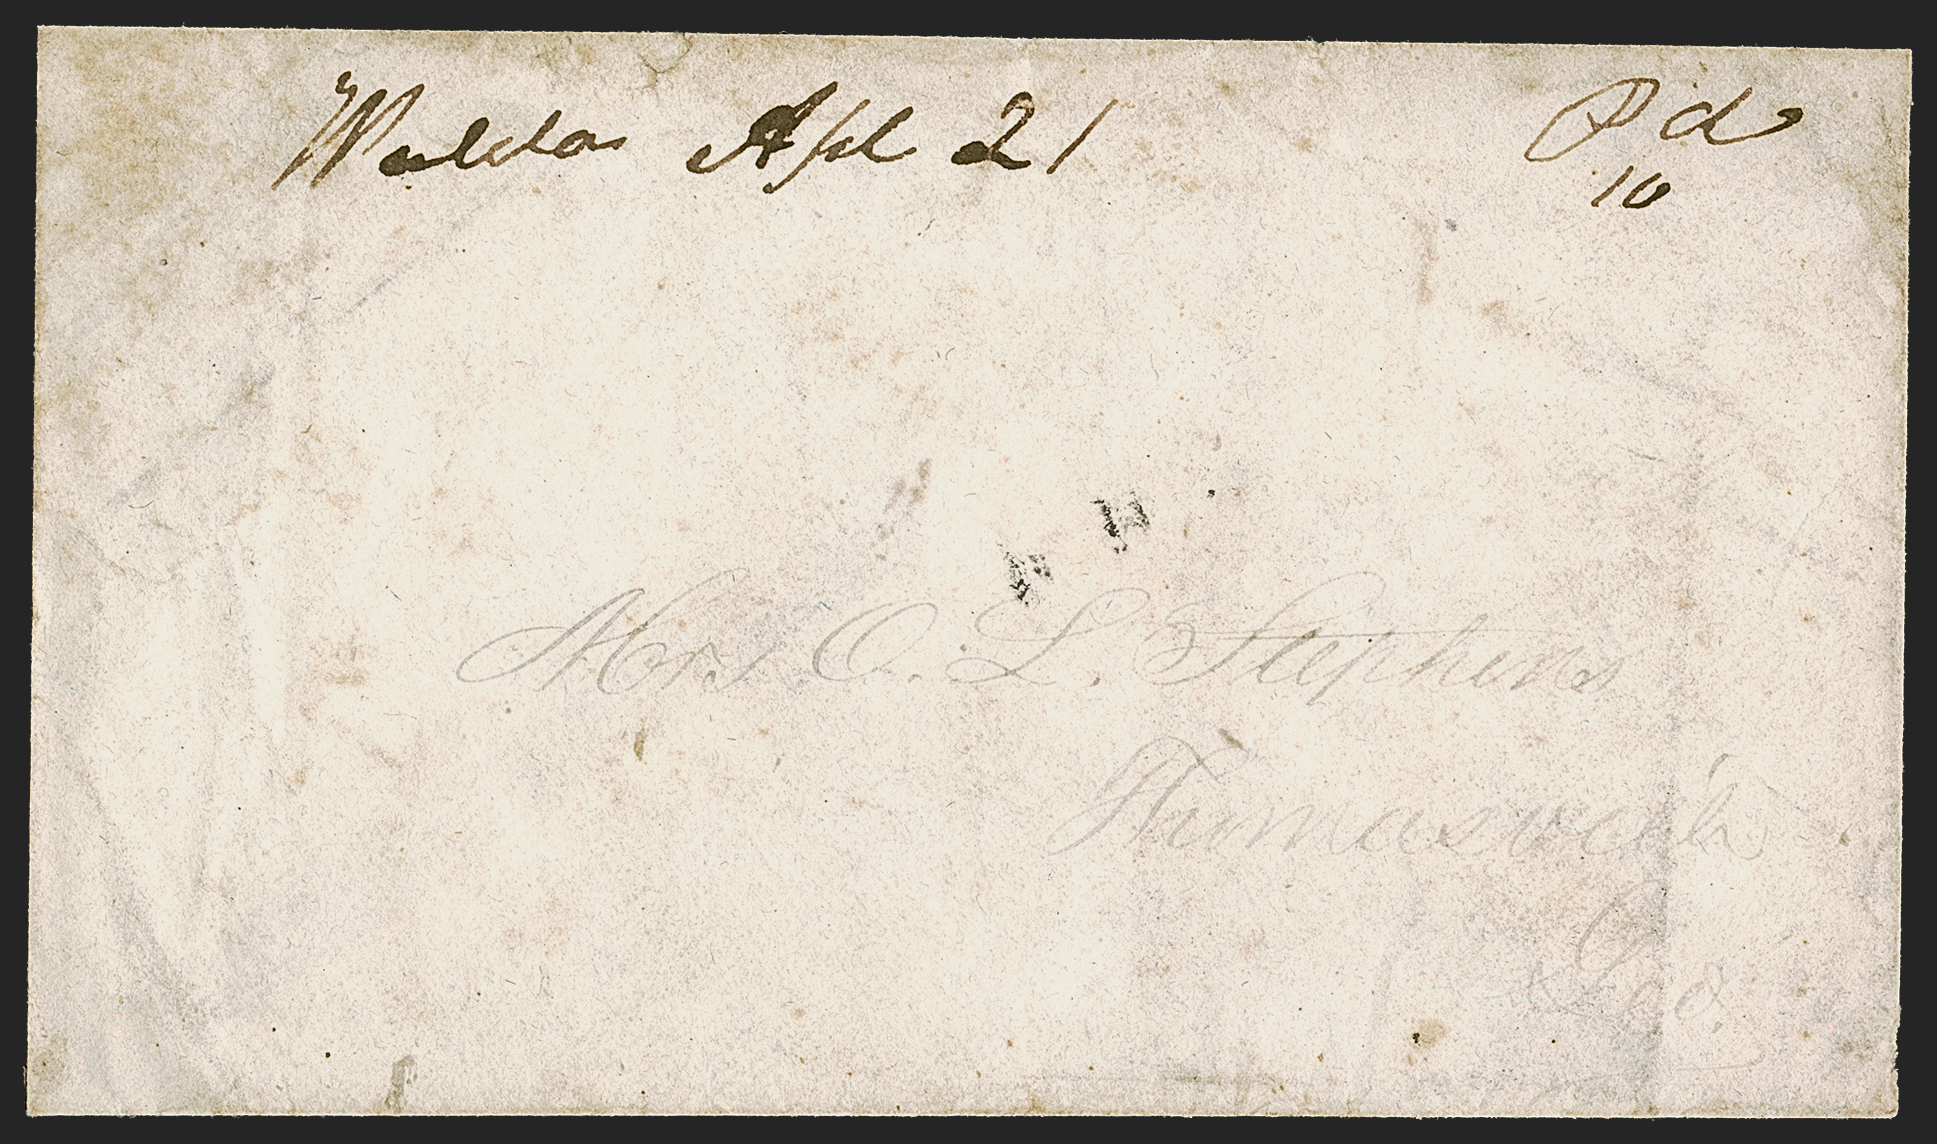 Waldo Apl 21
Pd
10
Mrs. O. L. Stephens
Thomasville
Geo.